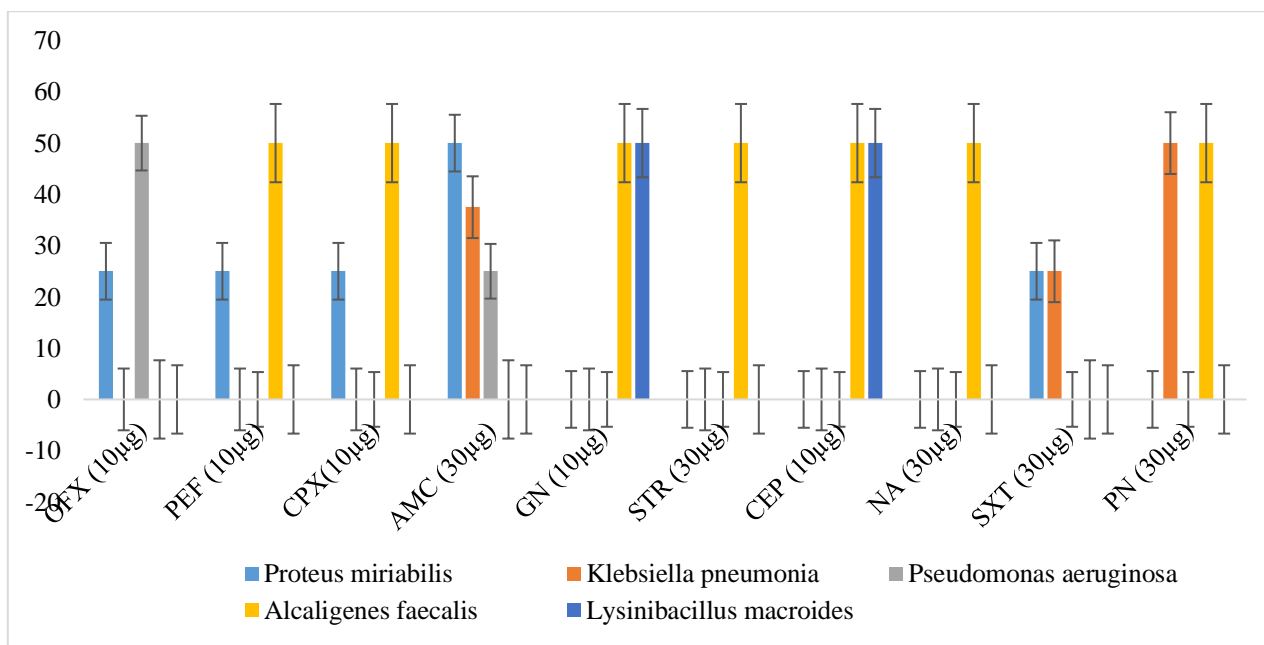 70
60
50
40
30
20
10
0
-10
-20
OFX (10µg)
PEF (10µg)
CPX(10µg)
AMC (30µg)
GN (10µg)
STR (30µg)
CEP (10µg)
NA (30µg)
SXT (30µg)
PN (30µg)
Proteus miriabilis
Klebsiella pneumonia
Pseudomonas aeruginosa
Alcaligenes faecalis
Lysinibacillus macroides